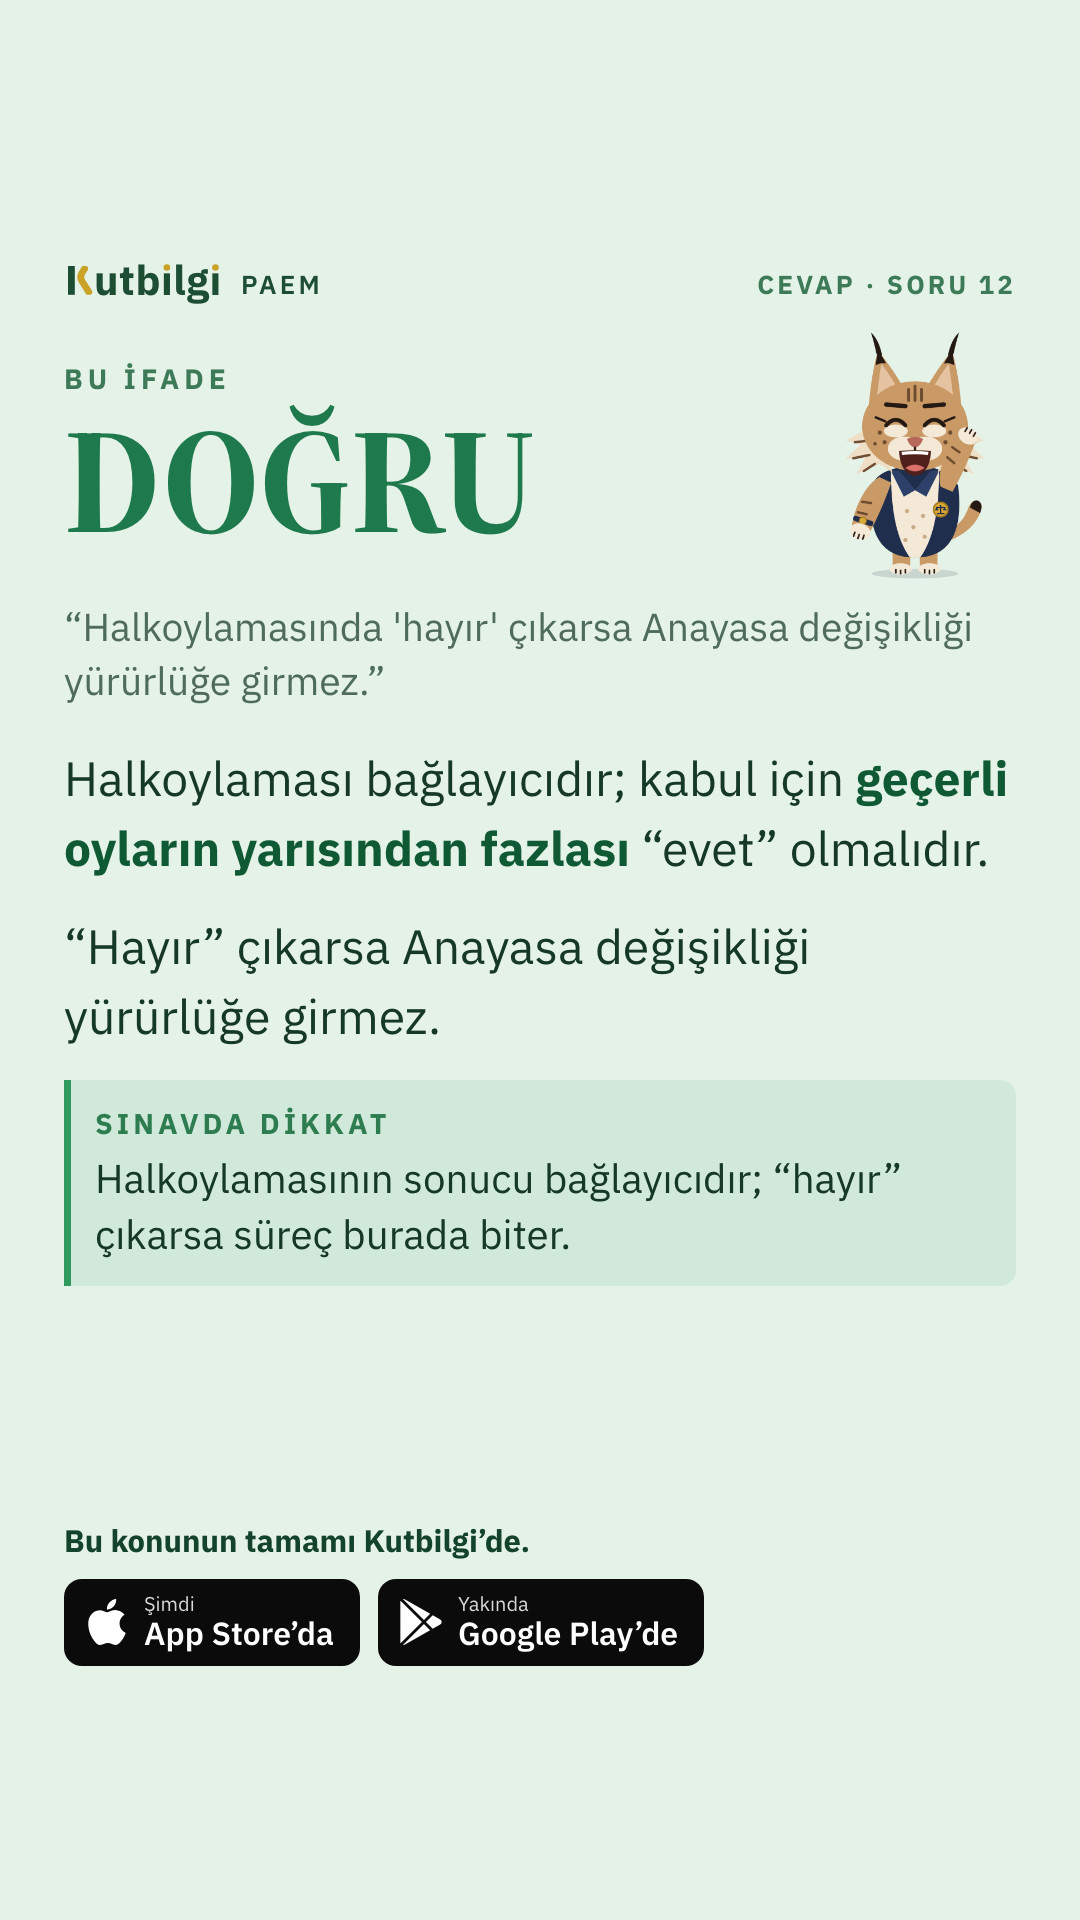 Kutbilgi PAEM
CEVAP · SORU 12
BU İFADE
DOĞRU
“Halkoylamasında 'hayır' çıkarsa Anayasa değişikliği
yürürlüğe girmez.”
Halkoylaması bağlayıcıdır; kabul için geçerli
oyların yarısından fazlası “evet” olmalıdır.
“Hayır” çıkarsa Anayasa değişikliği
yürürlüğe girmez.
SINAVDA DİKKAT
Halkoylamasının sonucu bağlayıcıdır; “hayır”
çıkarsa süreç burada biter.
Bu konunun tamamı Kutbilgi’de.
Şimdi
App Store’da
Yakında
Google Play’de